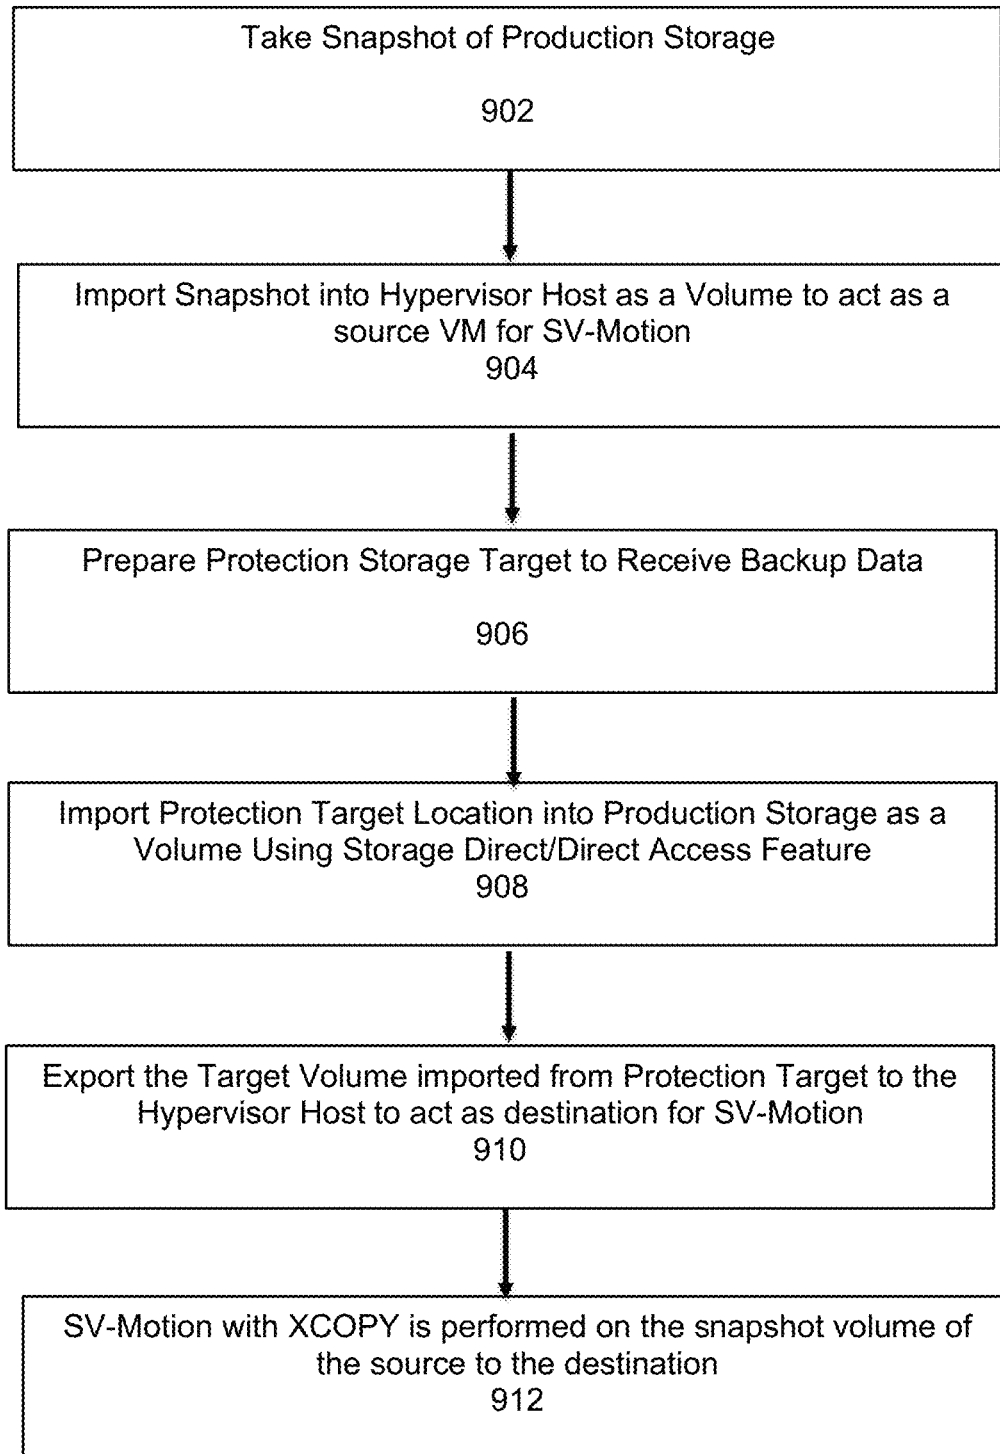 Take Snapshot of Production Storage
902
Import Snapshot into Hypervisor Host as a Volume to act as a
source VM for SV-Motion
904
Prepare Protection Storage Target to Receive Backup Data
906
Import Protection Target Location into Production Storage as a
Volume Using Storage Direct/Direct Access Feature
908
Export the Target Volume imported from Protection Target to the
Hypervisor Host to act as destination for SV-Motion
910
SV-Motion with XCOPY is performed on the snapshot volume of
the source to the destination
912